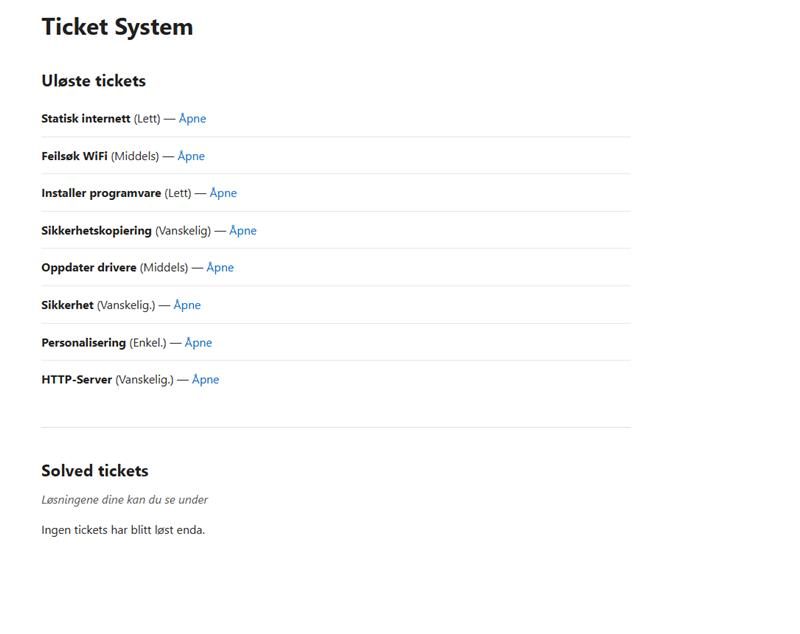 Ticket System
Uløste tickets
Statisk internett (Lett) — Åpne
Feilsøk WiFi (Middels) — Åpne
Installer programvare (Lett) — Åpne
Sikkerhetskopiering (Vanskelig) — Åpne
Oppdater drivere (Middels) — Åpne
Sikkerhet (Vanskelig.) — Åpne
Personalisering (Enkel.) — Åpne
HTTP-Server (Vanskelig.) — Åpne
Solved tickets
Løsningene dine kan du se under
Ingen tickets har blitt løst enda.